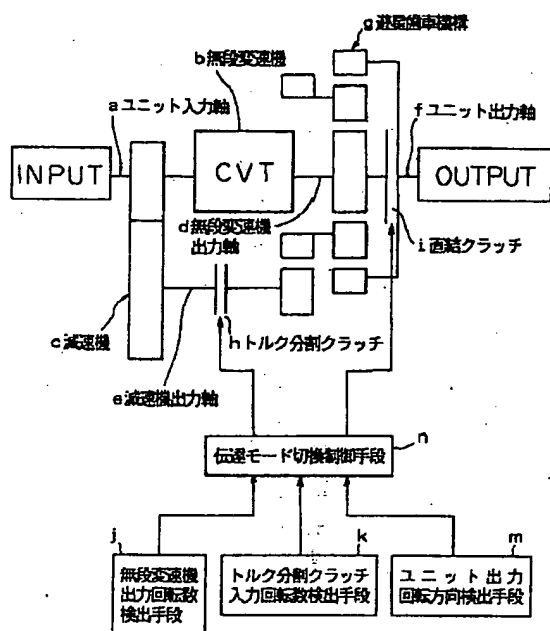 g 遊星歯車機構
b 無段変速機
a ユニット入力軸
f ユニット出力軸
INPUT
CVT
OUTPUT
d 無段変速機
出力軸
i 直結クラッチ
c 減速機
h トルク分割クラッチ
e 減速機出力軸
n
伝達モード切換制御手段
j
k
m
無段変速機
出力回転数
検出手段
トルク分割クラッチ
入力回転数検出手段
ユニット出力
回転方向検出手段